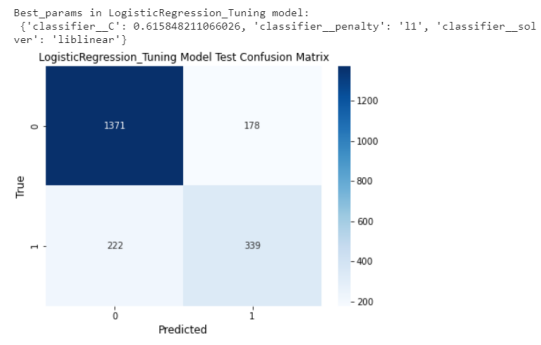 Best_params in LogisticRegression_Tuning model:
{'classifier__C': 0.615848211066026, 'classifier__penalty': 'l1', 'classifier__sol
ver': 'liblinear'}
LogisticRegression_Tuning Model Test Confusion Matrix
True
0
1371
178
1
222
339
0
1
Predicted
1200
1000
800
600
400
200